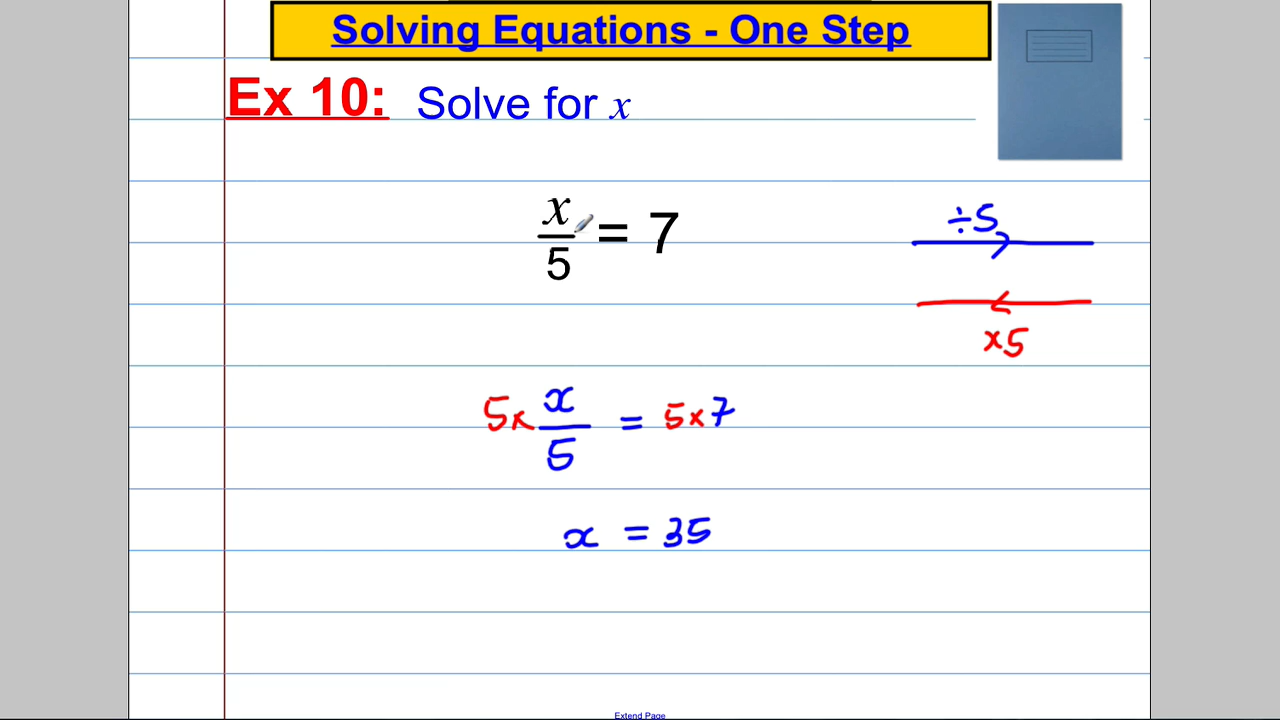 Solving Equations - One Step
Ex 10: Solve for x
x
5
= 7
÷5
×5
5× x
5
= 5×7
x = 35
Extend Page